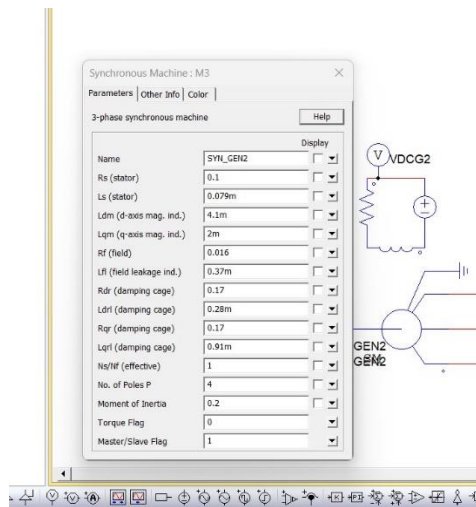 Synchronous Machine : M3
Parameters Other Info Color
3-phase synchronous machine Help
Display
Name SYN_GEN2
Rs (stator) 0.1
Ls (stator) 0.079m
Ldm (d-axis mag. ind.) 4.1m
Lqm (q-axis mag. ind.) 2m
Rf (field) 0.016
Lfl (field leakage ind.) 0.37m
Rdr (damping cage) 0.17
Ldrl (damping cage) 0.28m
Rqr (damping cage) 0.17
Lqrl (damping cage) 0.91m
Ns/Nf (effective) 1
No. of Poles P 4
Moment of Inertia 0.2
Torque Flag 0
Master/Slave Flag 1
V VDCG2
GEN2